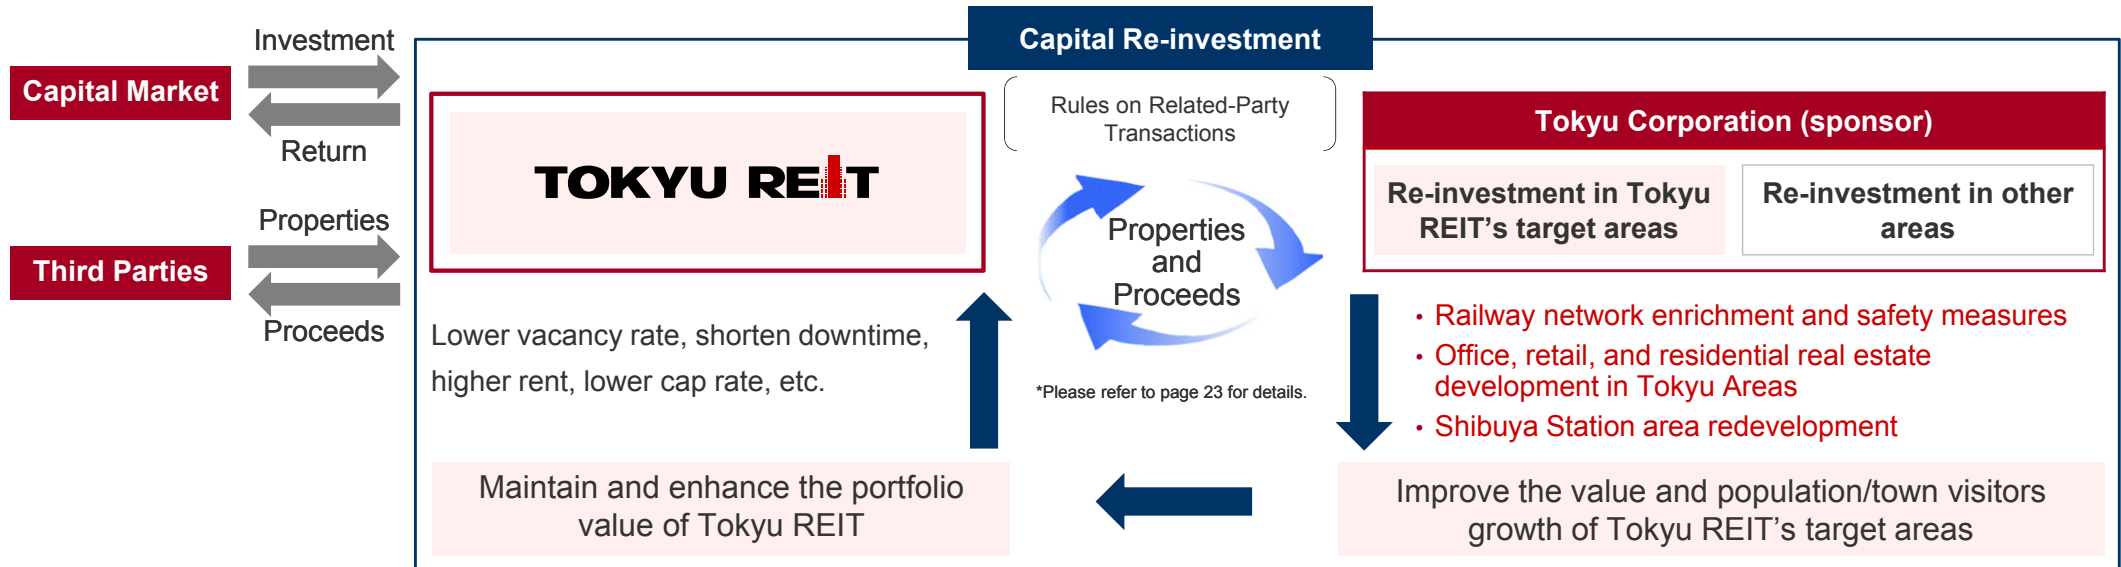 Capital Re-investment
Investment
Capital Market
Return
Properties
Third Parties
Proceeds
TOKYU REIT
Rules on Related-Party
Transactions
Properties
and
Proceeds
*Please refer to page 23 for details.
Tokyu Corporation (sponsor)
Re-investment in Tokyu
REIT’s target areas
Re-investment in other
areas
• Railway network enrichment and safety measures
• Office, retail, and residential real estate
development in Tokyu Areas
• Shibuya Station area redevelopment
Lower vacancy rate, shorten downtime,
higher rent, lower cap rate, etc.
Maintain and enhance the portfolio
value of Tokyu REIT
Improve the value and population/town visitors
growth of Tokyu REIT’s target areas